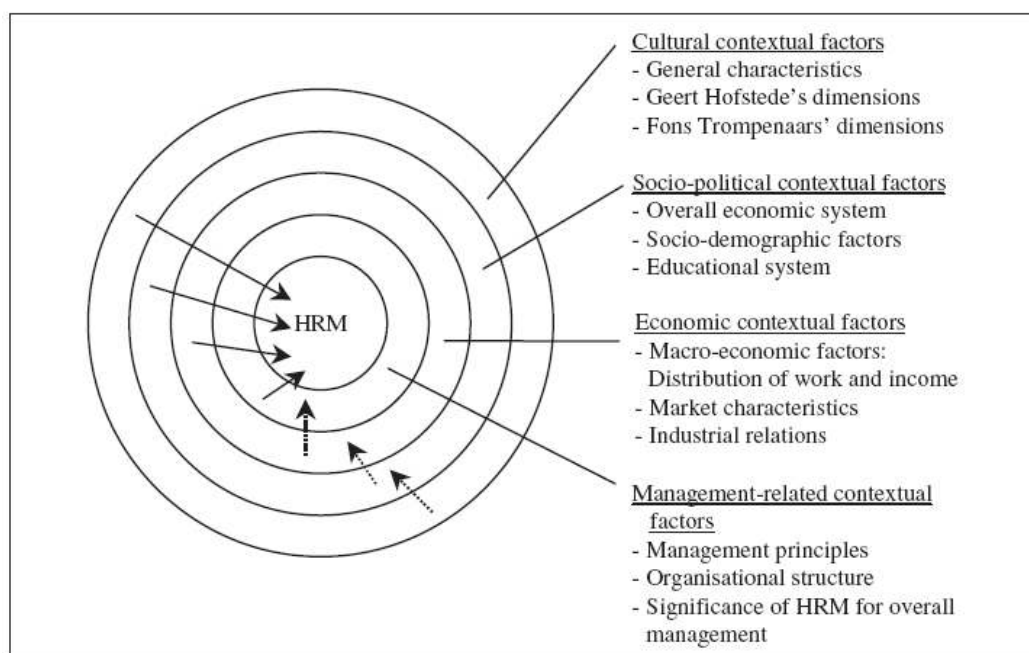 Cultural contextual factors
- General characteristics
- Geert Hofstede's dimensions
- Fons Trompenaars' dimensions
Socio-political contextual factors
- Overall economic system
- Socio-demographic factors
- Educational system
HRM
Economic contextual factors
- Macro-economic factors:
Distribution of work and income
- Market characteristics
- Industrial relations
Management-related contextual
factors
- Management principles
- Organisational structure
- Significance of HRM for overall
management